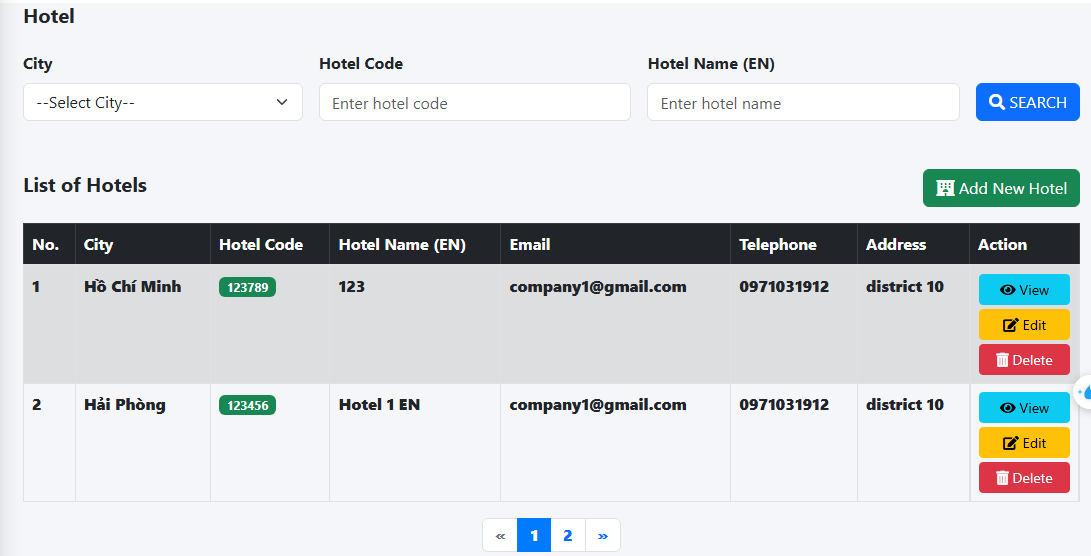 Hotel
City Hotel Code Hotel Name (EN)
--Select City-- Enter hotel code Enter hotel name SEARCH
List of Hotels Add New Hotel
No. City Hotel Code Hotel Name (EN) Email Telephone Address Action
1 Hồ Chí Minh 123789 123 company1@gmail.com 0971031912 district 10 View
Edit
Delete
2 Hải Phòng 123456 Hotel 1 EN company1@gmail.com 0971031912 district 10 View
Edit
Delete
« 1 2 »